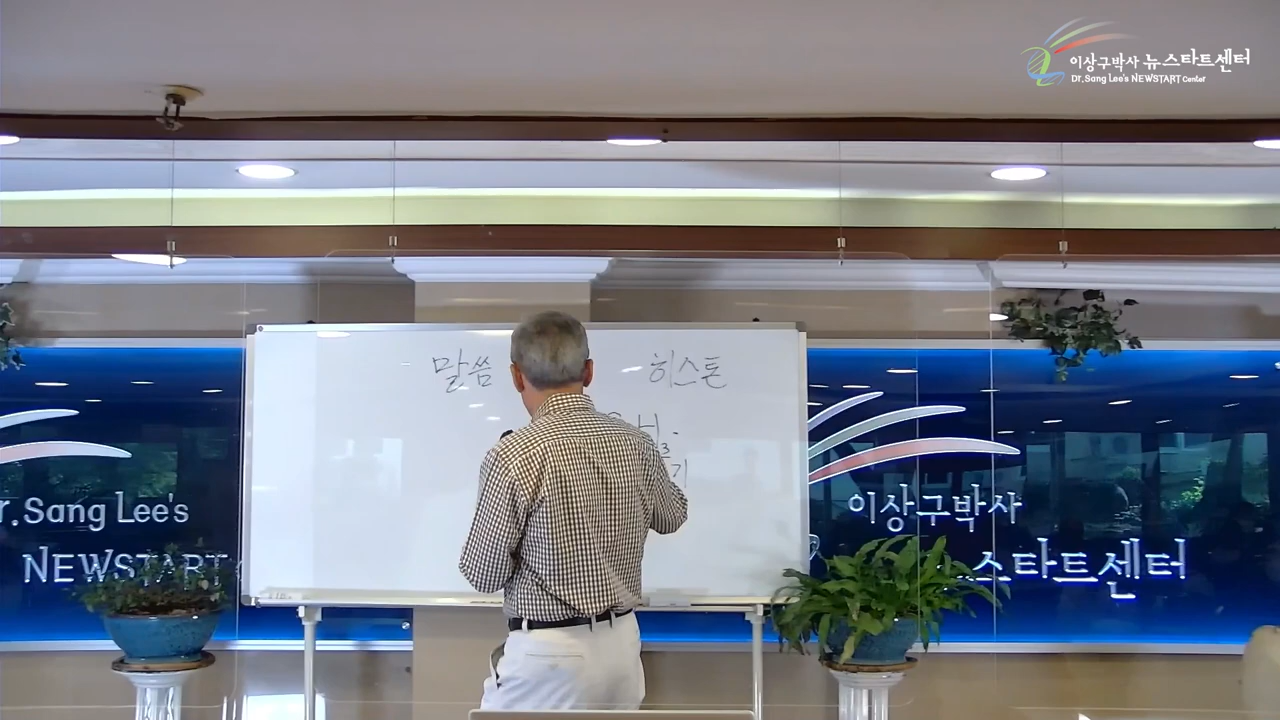 이상구박사 뉴스타트센터
Dr. Sang Lee's NEWSTART Center
말씀
히스톤
기
r.Sang Lee's
NEWSTART
이상구박사
스타트센터